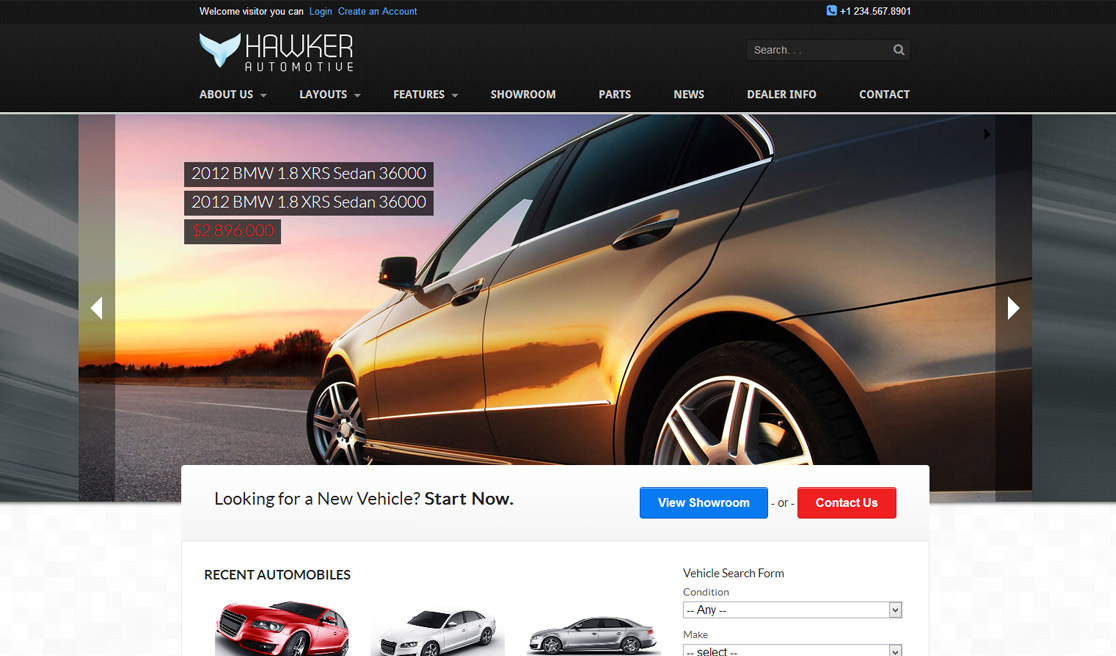 Welcome visitor you can Login Create an Account
+1 234.567.8901
HAWKER
AUTOMOTIVE
Search. . .
ABOUT US LAYOUTS FEATURES SHOWROOM PARTS NEWS DEALER INFO CONTACT
2012 BMW 1.8 XRS Sedan 36000
2012 BMW 1.8 XRS Sedan 36000
$2.896.000
Looking for a New Vehicle? Start Now.
View Showroom - or - Contact Us
RECENT AUTOMOBILES
Vehicle Search Form
Condition
-- Any --
Make
-- select --